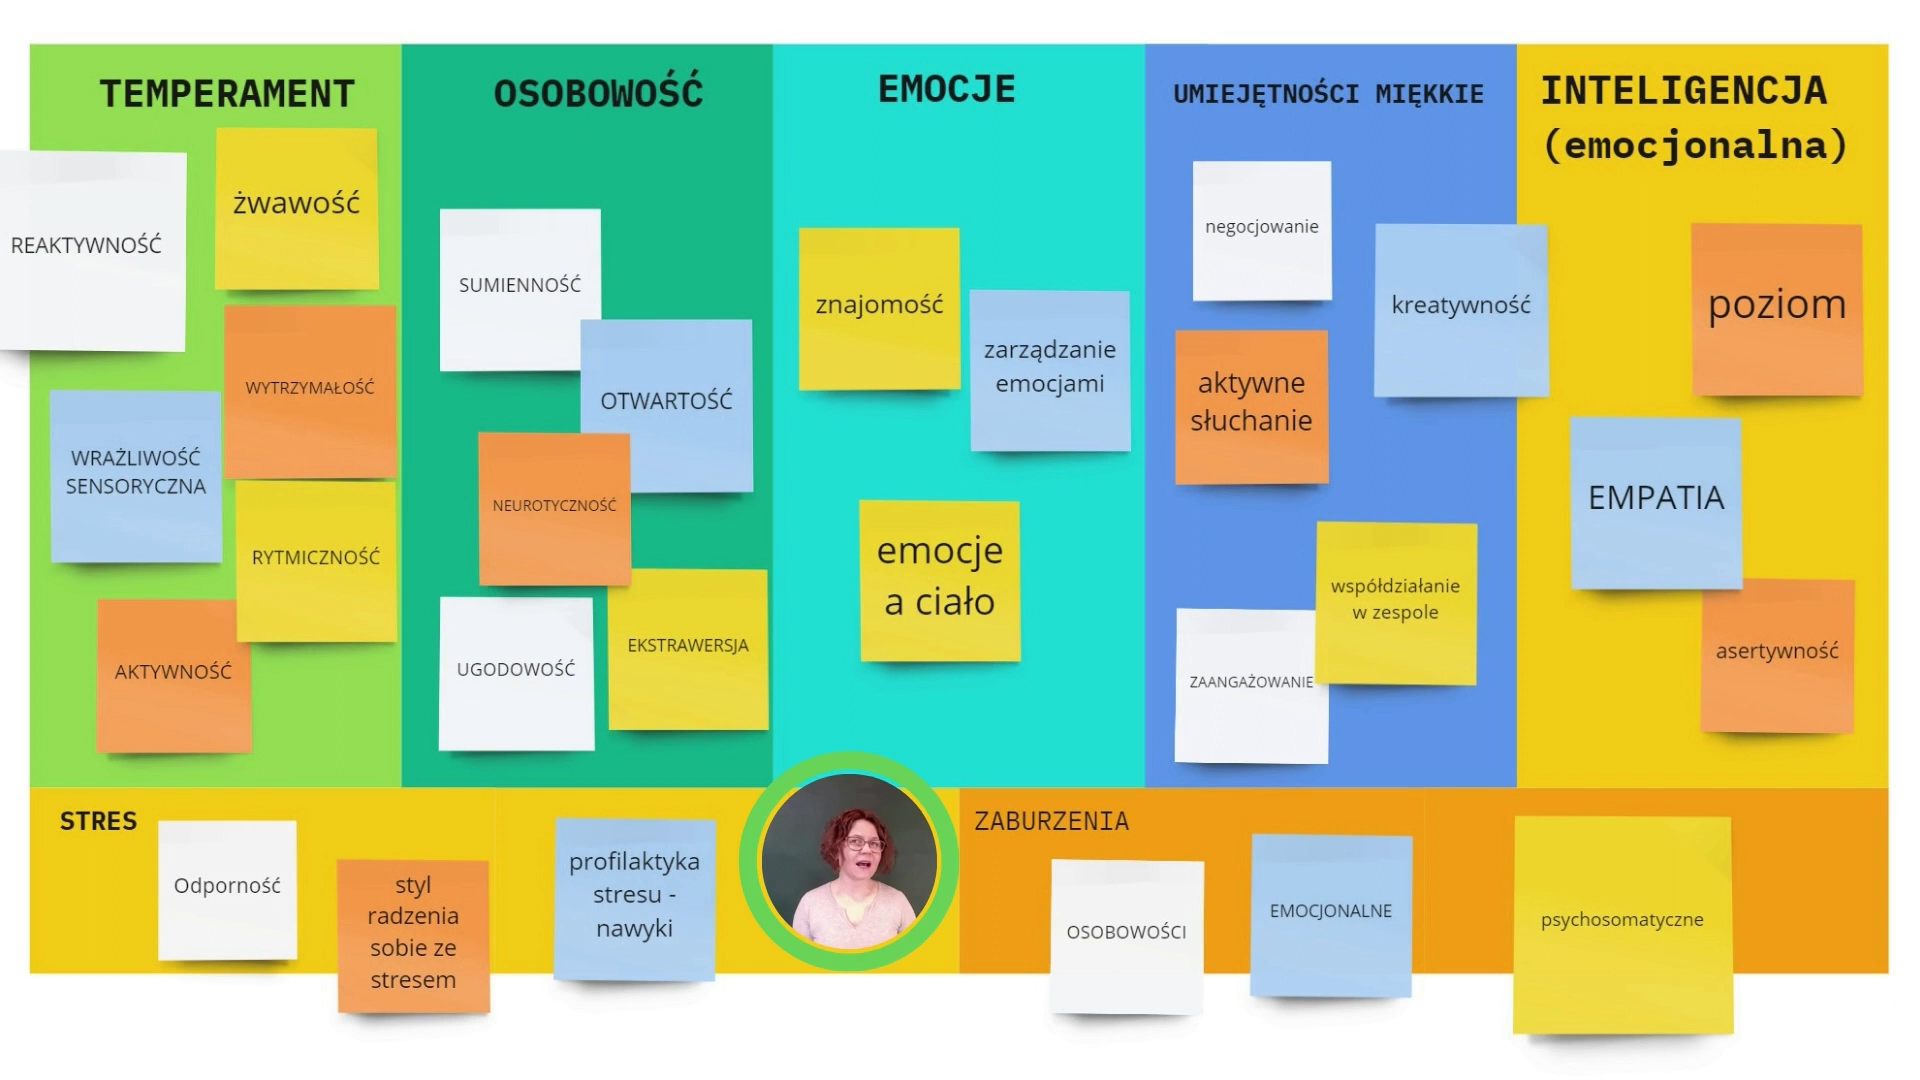 TEMPERAMENT
REAKTYWNOŚĆ
żwawość
WYTRZYMAŁOŚĆ
WRAŻLIWOŚĆ
SENSORYCZNA
RYTMICZNOŚĆ
AKTYWNOŚĆ
OSOBOWOŚĆ
SUMIENNOŚĆ
OTWARTOŚĆ
NEUROTYCZNOŚĆ
UGODOWOŚĆ
EKSTRAWERSJA
EMOCJE
znajomość
zarządzanie
emocjami
emocje
a ciało
UMIEJĘTNOŚCI MIĘKKIE
negocjowanie
kreatywność
aktywne
słuchanie
współdziałanie
w zespole
ZAANGAŻOWANIE
INTELIGENCJA
(emocjonalna)
poziom
EMPATIA
asertywność
STRES
Odporność
styl
radzenia
sobie ze
stresem
profilaktyka
stresu -
nawyki
ZABURZENIA
OSOBOWOŚCI
EMOCJONALNE
psychosomatyczne